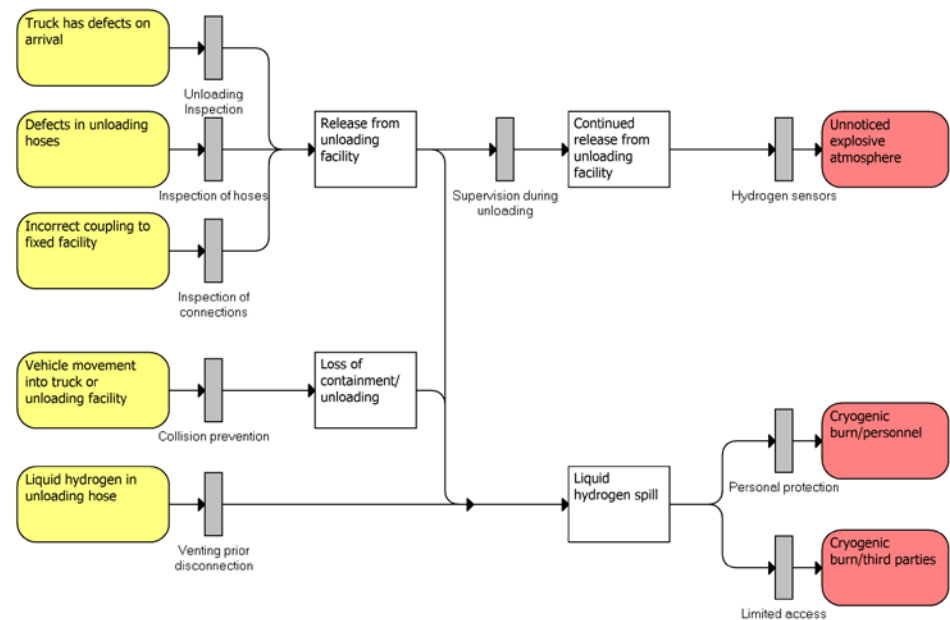 Truck has defects on
arrival
Unloading
Inspection
Defects in unloading
hoses
Inspection of hoses
Release from
unloading
facility
Supervision during
unloading
Continued
release from
unloading
facility
Hydrogen sensors
Unnoticed
explosive
atmosphere
Incorrect coupling to
fixed facility
Inspection of
connections
Vehicle movement
into truck or
unloading facility
Collision prevention
Loss of
containment/
unloading
Liquid hydrogen in
unloading hose
Venting prior
disconnection
Liquid
hydrogen spill
Personal protection
Cryogenic
burn/personnel
Limited access
Cryogenic
burn/third parties